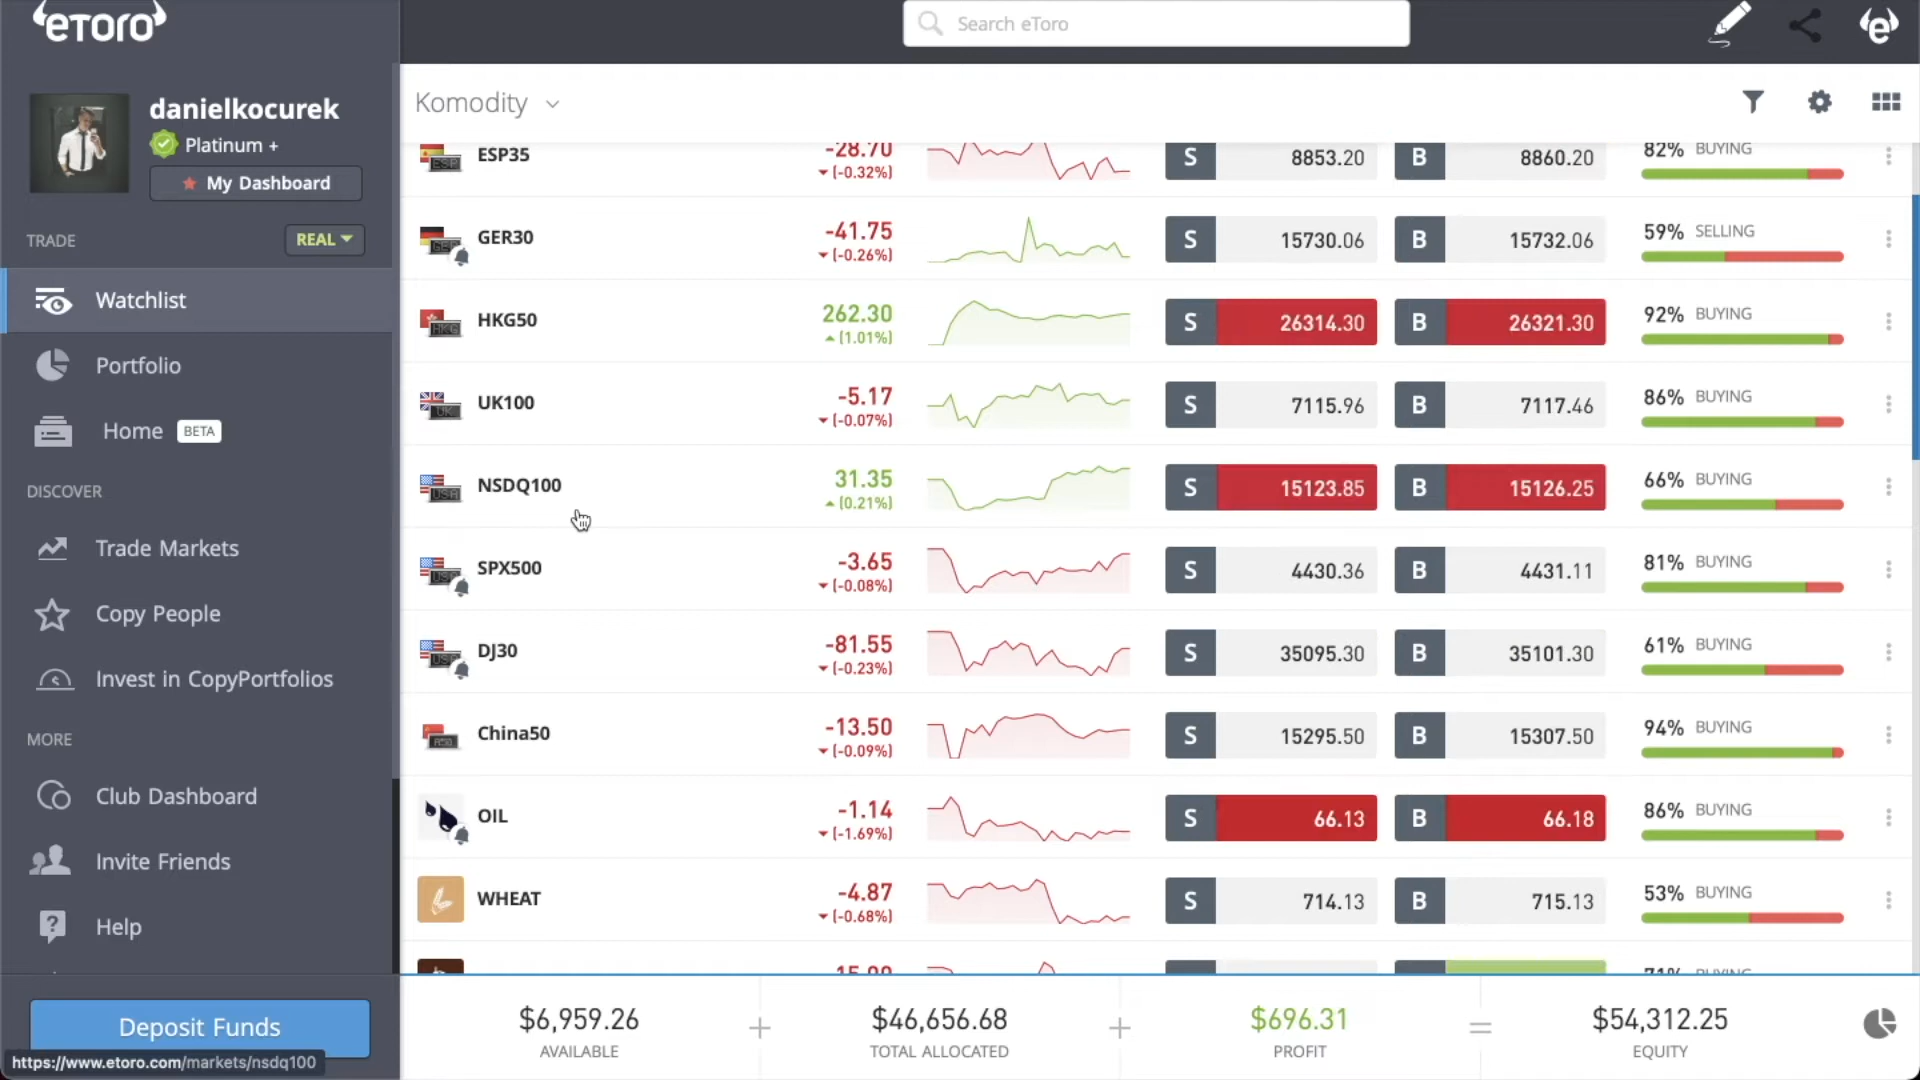 eToro
Search eToro
danielkocurek
Platinum +
My Dashboard
TRADE
REAL
Watchlist
Portfolio
Home BETA
DISCOVER
Trade Markets
Copy People
Invest in CopyPortfolios
MORE
Club Dashboard
Invite Friends
Help
Deposit Funds
https://www.etoro.com/markets/nsdq100
Komodity
ESP35 -28.70 (-0.32%) S 8853.20 B 8860.20 82% BUYING
GER30 -41.75 (-0.26%) S 15730.06 B 15732.06 59% SELLING
HKG50 262.30 (1.01%) S 26314.30 B 26321.30 92% BUYING
UK100 -5.17 (-0.07%) S 7115.96 B 7117.46 86% BUYING
NSDQ100 31.35 (0.21%) S 15123.85 B 15126.25 66% BUYING
SPX500 -3.65 (-0.08%) S 4430.36 B 4431.11 81% BUYING
DJ30 -81.55 (-0.23%) S 35095.30 B 35101.30 61% BUYING
China50 -13.50 (-0.09%) S 15295.50 B 15307.50 94% BUYING
OIL -1.14 (-1.69%) S 66.13 B 66.18 86% BUYING
WHEAT -4.87 (-0.68%) S 714.13 B 715.13 53% BUYING
$6,959.26 + $46,656.68 + $696.31 = $54,312.25
AVAILABLE TOTAL ALLOCATED PROFIT EQUITY